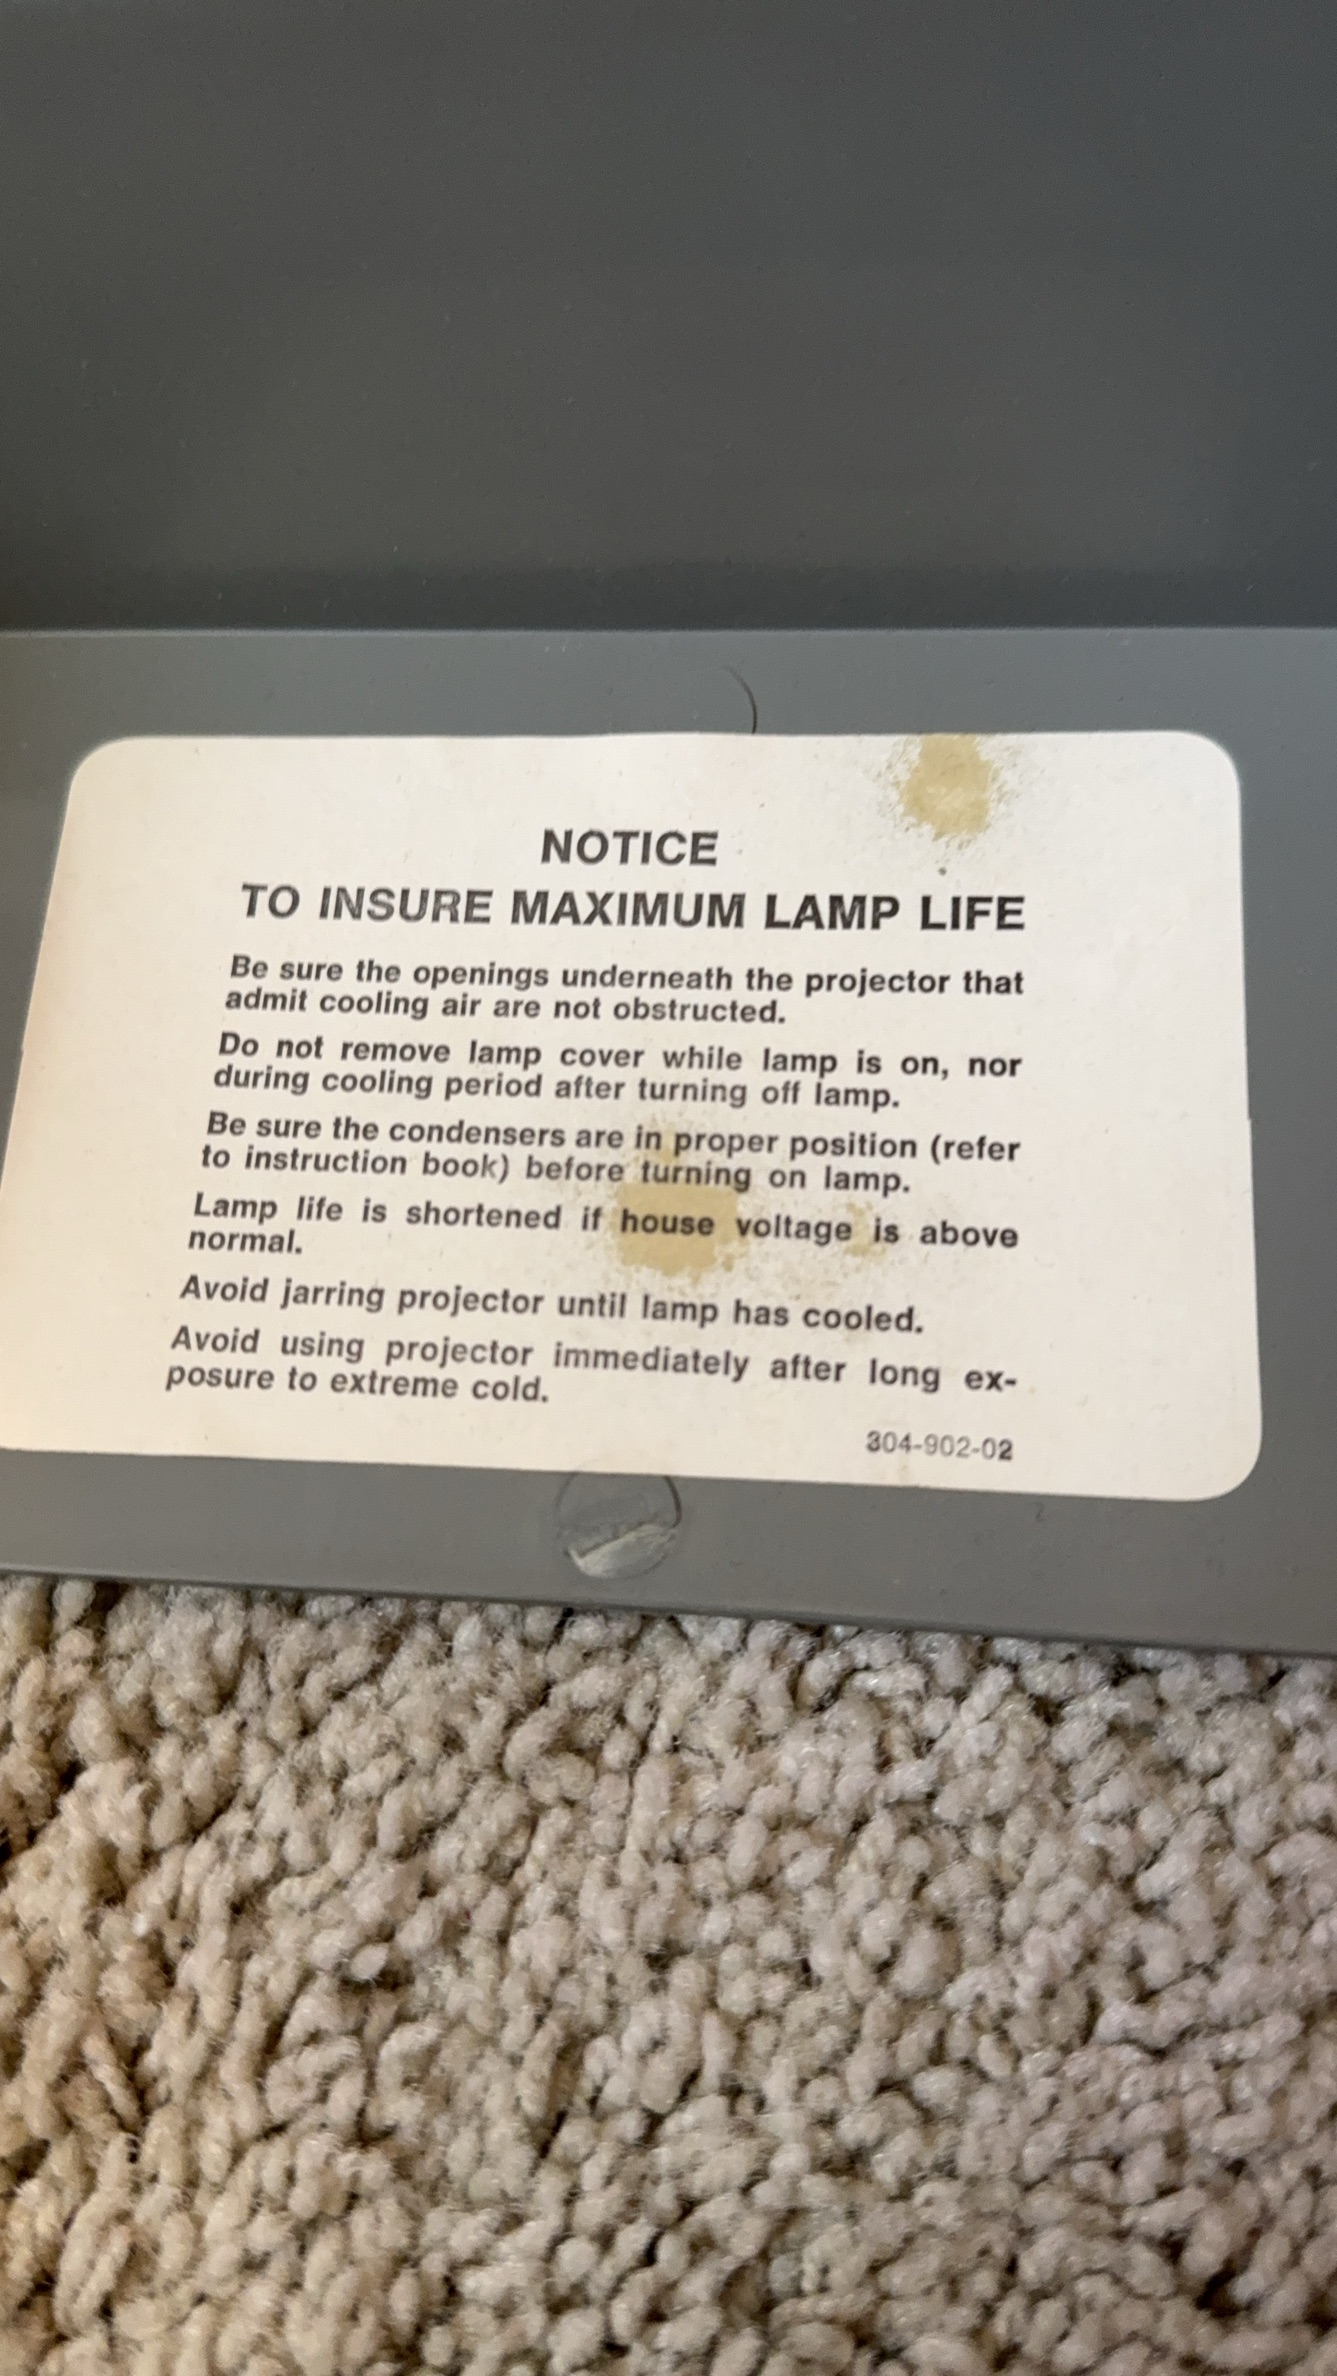 NOTICE
TO INSURE MAXIMUM LAMP LIFE
Be sure the openings underneath the projector that
admit cooling air are not obstructed.
Do not remove lamp cover while lamp is on, nor
during cooling period after turning off lamp.
Be sure the condensers are in proper position (refer
to instruction book) before turning on lamp.
Lamp life is shortened if house voltage is above
normal.
Avoid jarring projector until lamp has cooled.
Avoid using projector immediately after long ex-
posure to extreme cold.
304-902-02